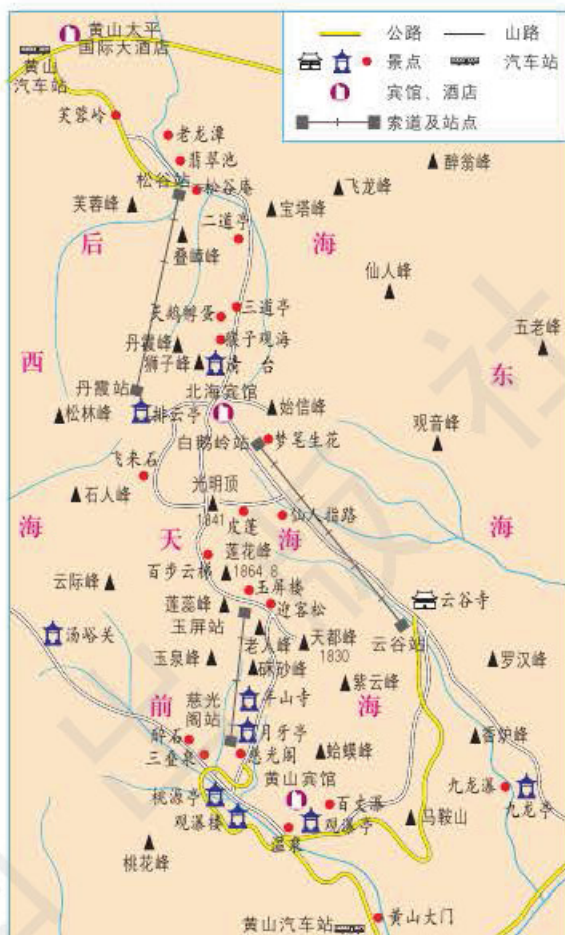 公路
山路
景点
汽车站
宾馆、酒店
索道及站点
黄山太平
国际大酒店
黄山
汽车站
芙蓉岭
老龙潭
翡翠池
松谷站
松谷庵
芙蓉峰
二道亭
宝塔峰
飞龙峰
醉翁峰
后
海
叠嶂峰
仙人峰
天鹅孵蛋
三道亭
猴子观海
五老峰
丹霞峰
狮子峰
清台
西
东
丹霞站
北海宾馆
松林峰
排云亭
始信峰
观音峰
白鹅岭站
梦笔生花
飞来石
石人峰
光明顶
1841
皮蓬
仙人指路
海
天
海
海
莲花峰
1864.8
百步云梯
云际峰
玉屏楼
莲蕊峰
迎客松
云谷寺
汤峪关
玉屏站
老人峰
天都峰
1830
云谷站
罗汉峰
玉泉峰
硃砂峰
紫云峰
前
海
慈光
阁站
半山寺
月牙亭
醉石
三叠泉
慈光阁
蛤蟆峰
香炉峰
黄山宾馆
九龙瀑
九龙亭
桃源亭
百丈瀑
观瀑楼
观瀑亭
马鞍山
温泉
桃花峰
黄山大门
黄山汽车站